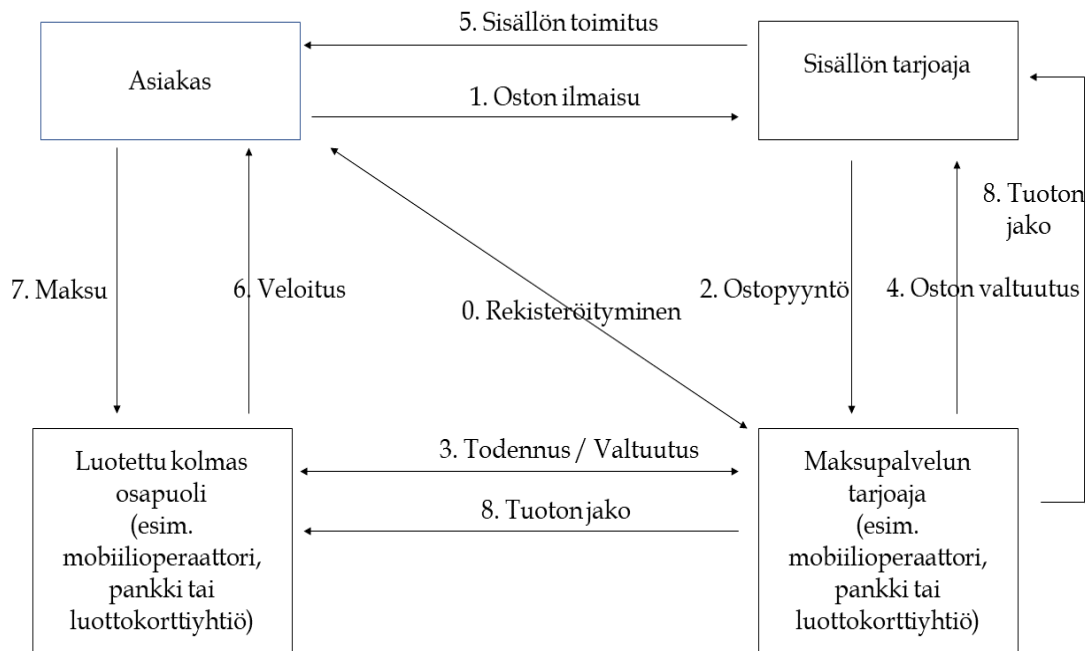 5. Sisällön toimitus
Asiakas
Sisällön tarjoaja
1. Oston ilmaisu
8. Tuoton
jako
7. Maksu
6. Veloitus
2. Ostopyyntö
4. Oston valtuutus
0. Rekisteröityminen
Luotettu kolmas
osapuoli
(esim.
mobiilioperaattori,
pankki tai
luottokorttiyhtiö)
3. Todennus / Valtuutus
8. Tuoton jako
Maksupalvelun
tarjoaja
(esim.
mobiilioperaattori,
pankki tai
luottokorttiyhtiö)